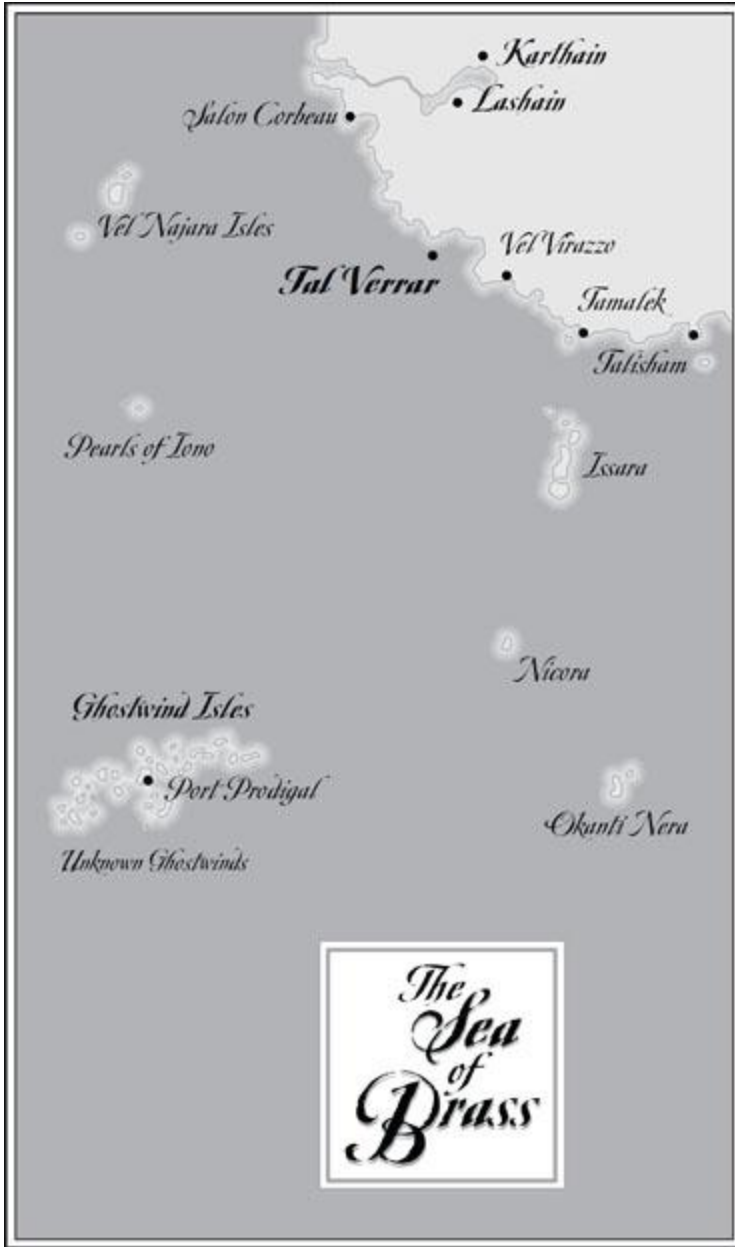 Karthain
Lashain
Salon Corbeau
Vel Najara Isles
Vel Virazzo
Tal Verrar
Tamalek
Talisham
Pearls of Iono
Issara
Nicora
Ghostwind Isles
Port Prodigal
Okanti Nera
Unknown Ghostwinds
The
Sea
of
Brass